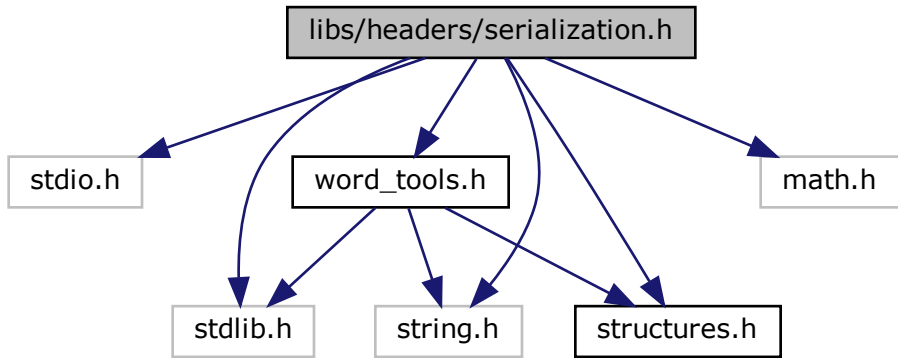 libs/headers/serialization.h
stdio.h
word_tools.h
math.h
stdlib.h
string.h
structures.h